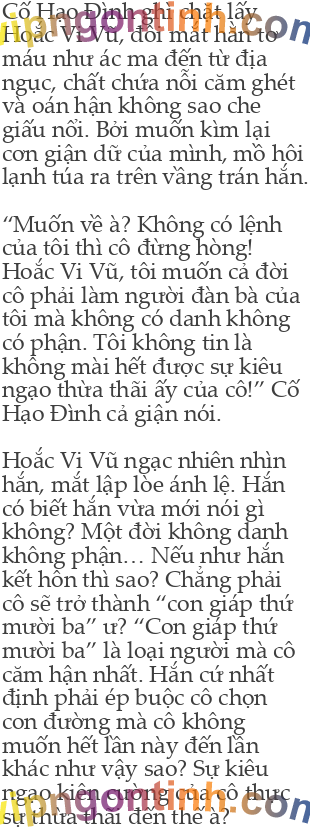 Cố Hạo Đình ghì chặt lấy
Hoắc Vi Vũ, đôi mắt hằn tơ
máu như ác ma đến từ địa
ngục, chất chứa nỗi căm ghét
và oán hận không sao che
giấu nổi. Bởi muốn kìm lại
cơn giận dữ của mình, mồ hôi
lạnh túa ra trên vầng trán hắn.
“Muốn về à? Không có lệnh
của tôi thì cô đừng hòng!
Hoắc Vi Vũ, tôi muốn cả đời
cô phải làm người đàn bà của
tôi mà không có danh không
có phận. Tôi không tin là
không mài hết được sự kiêu
ngạo thừa thãi ấy của cô!” Cố
Hạo Đình cả giận nói.
Hoắc Vi Vũ ngạc nhiên nhìn
hắn, mắt lập lòe ánh lệ. Hắn
có biết hắn vừa mới nói gì
không? Một đời không danh
không phận... Nếu như hắn
kết hôn thì sao? Chẳng phải
cô sẽ trở thành “con giáp thứ
mười ba” ư? “Con giáp thứ
mười ba” là loại người mà cô
căm hận nhất. Hắn cứ nhất
định phải ép buộc cô chọn
con đường mà cô không
muốn hết lần này đến lần
khác như vậy sao? Sự kiêu
ngạo kiên cường của cô thực
sự thừa thãi đến thế à?
vipngontinh.com
vipngontinh.com